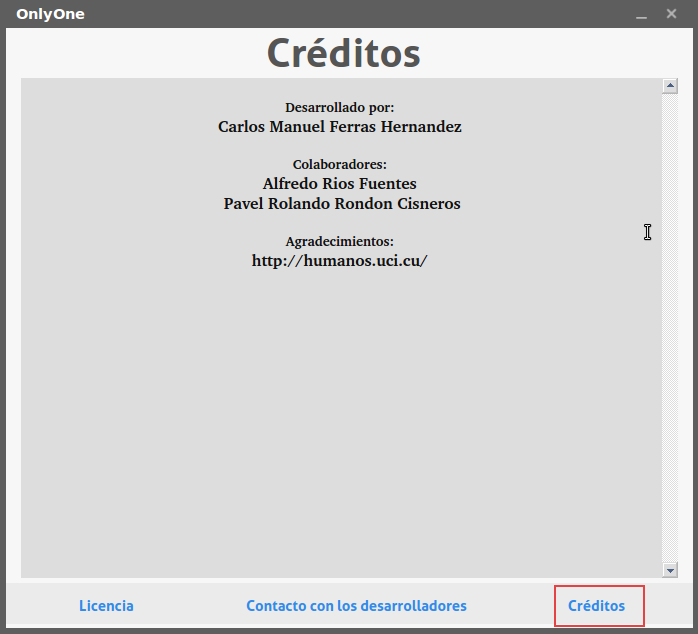 OnlyOne
Créditos
Desarrollado por:
Carlos Manuel Ferras Hernandez
Colaboradores:
Alfredo Rios Fuentes
Pavel Rolando Rondon Cisneros
Agradecimientos:
http://humanos.uci.cu/
Licencia
Contacto con los desarrolladores
Créditos